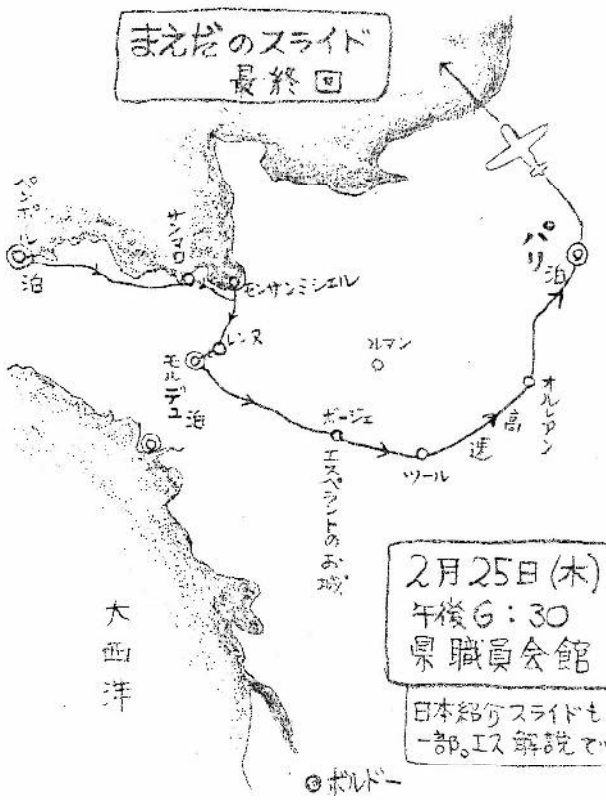 まえだのスライド
最終回
ペンポール
泊
サンマロ
モンサンミシェル
パリ
泊
レンヌ
モルデュ
泊
ルマン
オルレアン
ボージェ
エスペラントのお城
ツール
高速
大西洋
ボルドー
2月25日(木)
午後6:30
県職員会館
日本紹介スライドも
一部。エス解説で